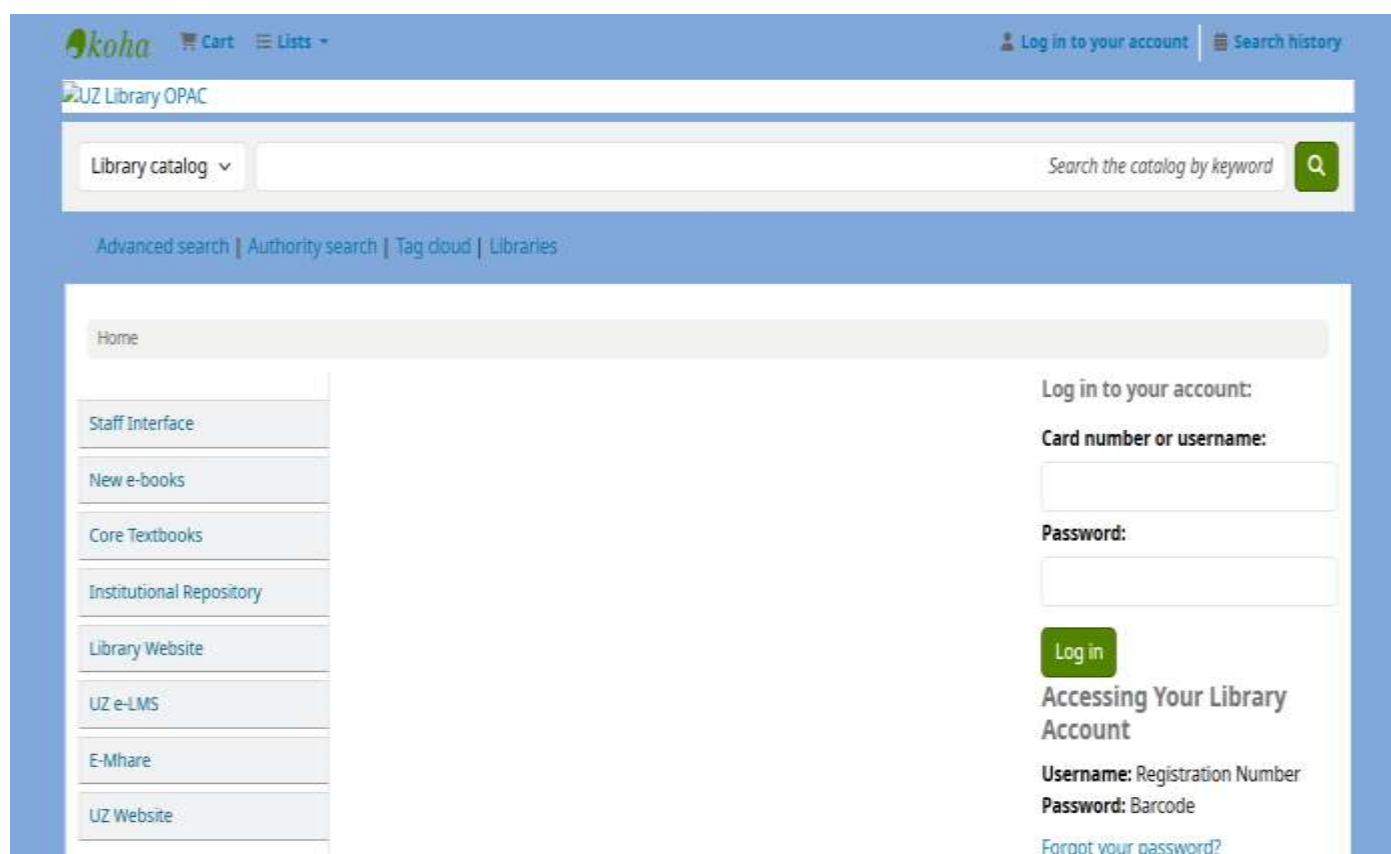 koha Cart Lists Log in to your account Search history
UZ Library OPAC
Library catalog Search the catalog by keyword
Advanced search | Authority search | Tag cloud | Libraries
Home
Staff Interface
New e-books
Core Textbooks
Institutional Repository
Library Website
UZ e-LMS
E-Mhare
UZ Website
Log in to your account:
Card number or username:
Password:
Log in
Accessing Your Library
Account
Username: Registration Number
Password: Barcode
Forgot your password?